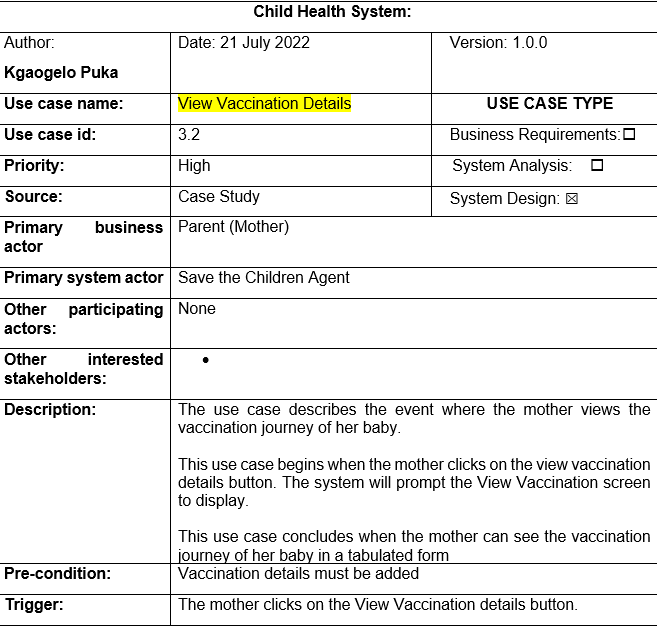 Child Health System:
Author: Date: 21 July 2022 Version: 1.0.0
Kgaogelo Puka
Use case name: View Vaccination Details USE CASE TYPE
Use case id: 3.2 Business Requirements:☐
Priority: High System Analysis: ☐
Source: Case Study System Design: ☒
Primary business Parent (Mother)
actor
Primary system actor Save the Children Agent
Other participating None
actors:
Other interested •
stakeholders:
Description: The use case describes the event where the mother views the
vaccination journey of her baby.
This use case begins when the mother clicks on the view vaccination
details button. The system will prompt the View Vaccination screen
to display.
This use case concludes when the mother can see the vaccination
journey of her baby in a tabulated form
Pre-condition: Vaccination details must be added
Trigger: The mother clicks on the View Vaccination details button.